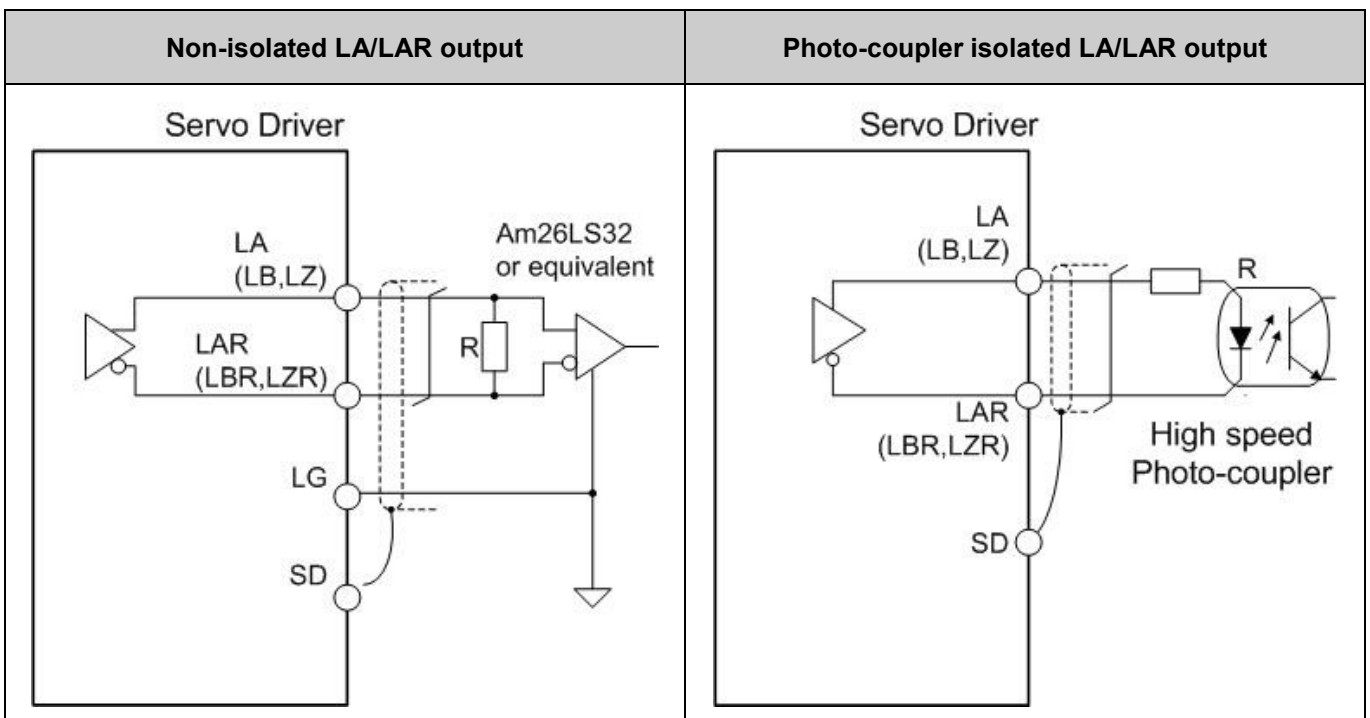 Non-isolated LA/LAR output
Photo-coupler isolated LA/LAR output
Servo Driver
LA
(LB,LZ)
LAR
(LBR,LZR)
LG
SD
R
Am26LS32
or equivalent
Servo Driver
LA
(LB,LZ)
LAR
(LBR,LZR)
SD
R
High speed
Photo-coupler